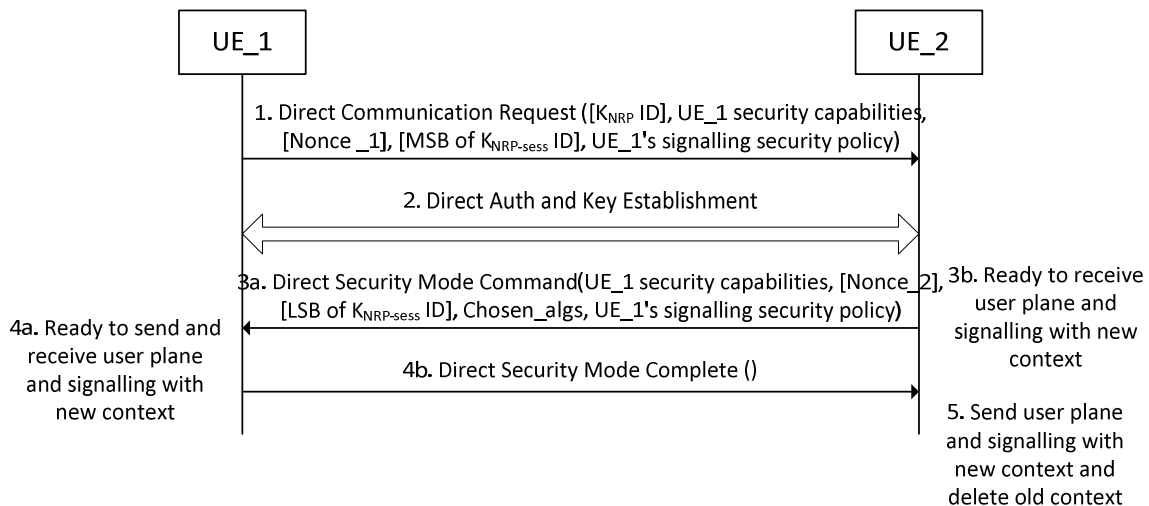 UE_1
UE_2
1. Direct Communication Request ([KNRP ID], UE_1 security capabilities,
[Nonce _1], [MSB of KNRP-sess ID], UE_1's signalling security policy)
2. Direct Auth and Key Establishment
3a. Direct Security Mode Command(UE_1 security capabilities, [Nonce_2],
[LSB of KNRP-sess ID], Chosen_algs, UE_1's signalling security policy)
3b. Ready to receive
user plane and
signalling with new
context
4a. Ready to send and
receive user plane
and signalling with
new context
4b. Direct Security Mode Complete ()
5. Send user plane
and signalling with
new context and
delete old context